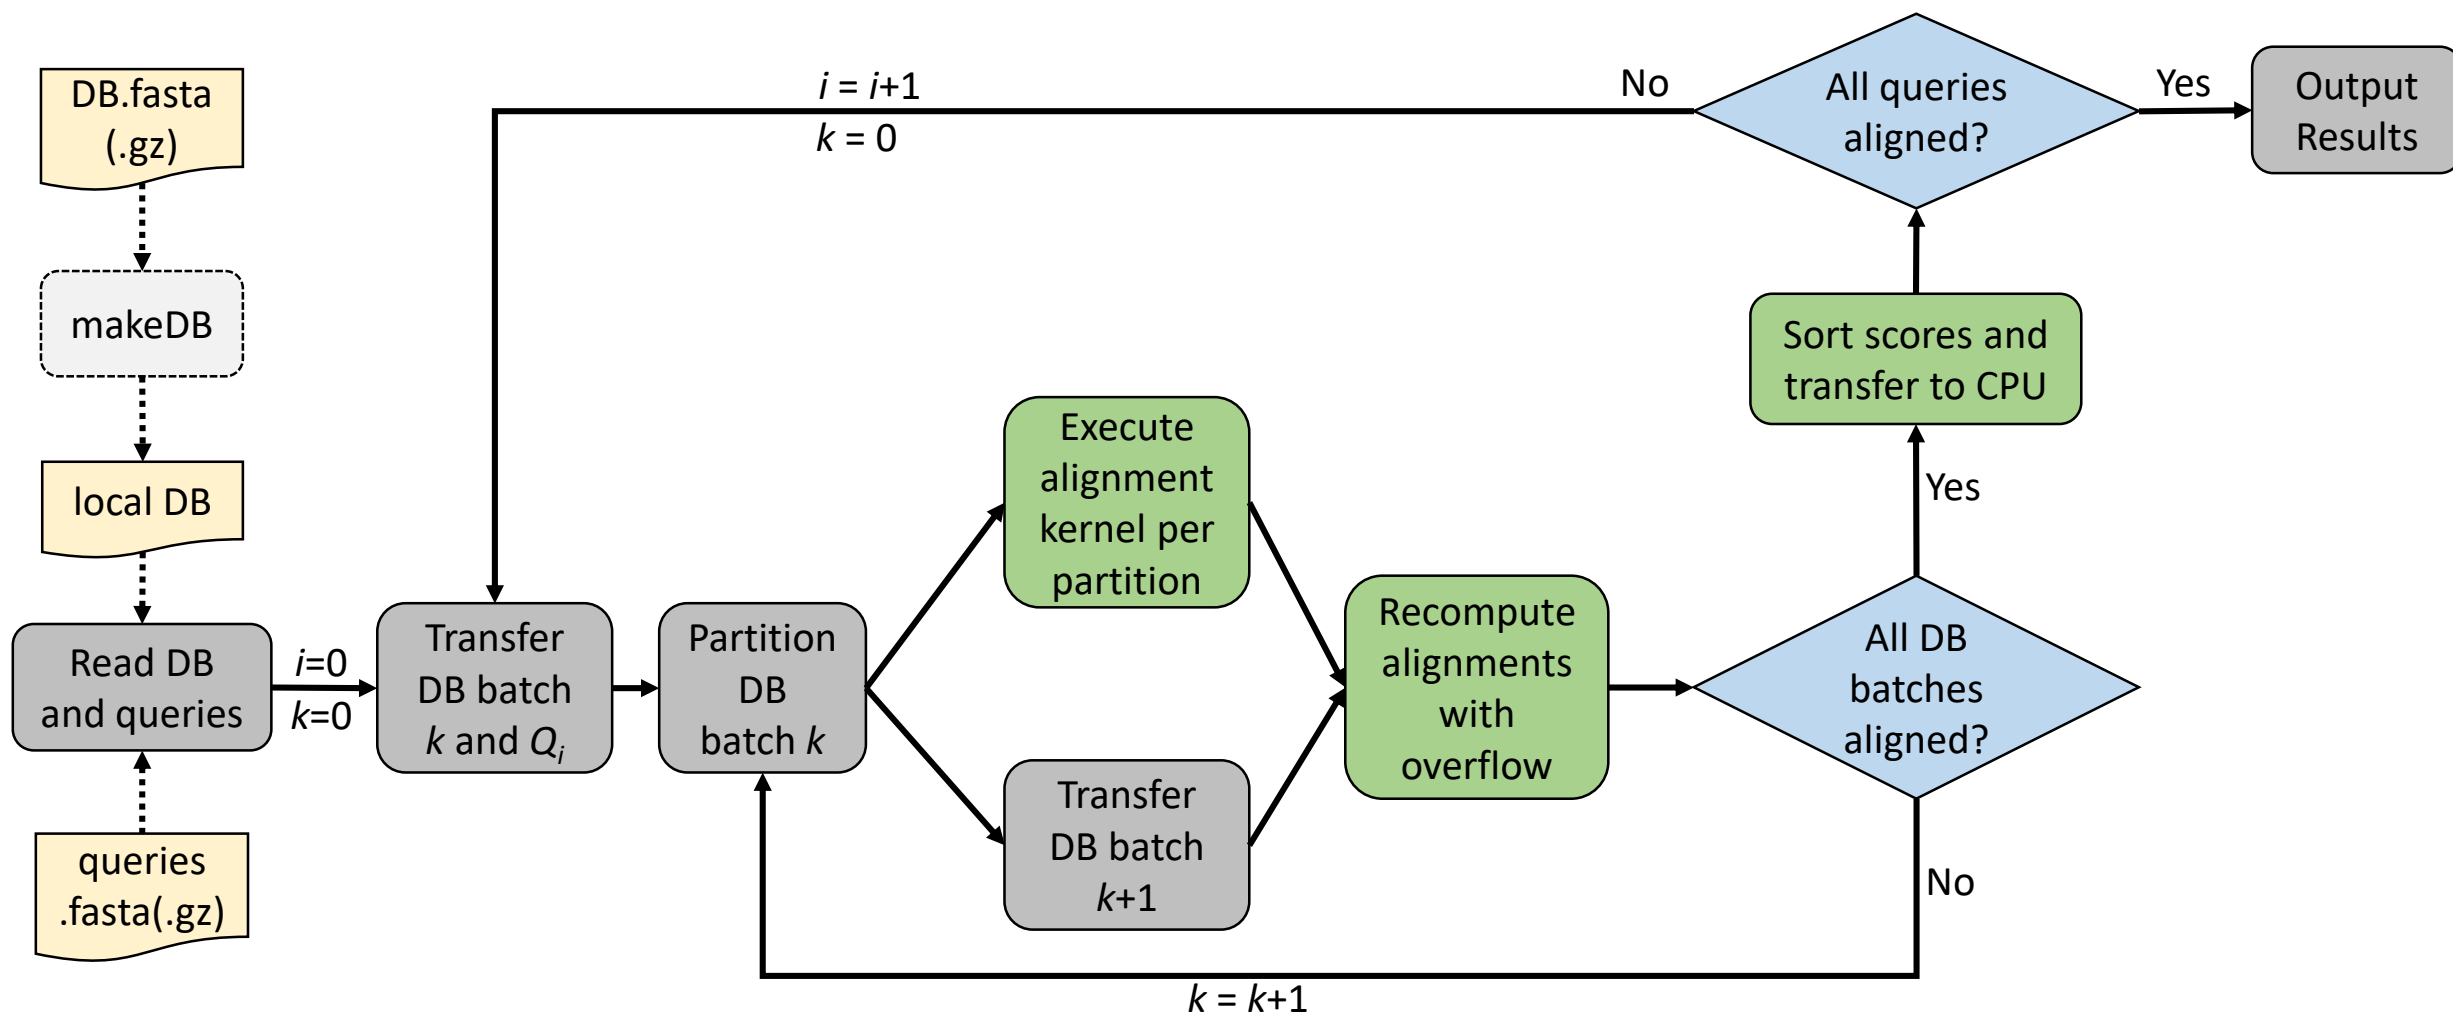 DB.fasta
(.gz)
makeDB
local DB
Read DB
and queries
queries
.fasta(.gz)
i=0
k=0
Transfer
DB batch
k and Qi
Partition
DB
batch k
Execute
alignment
kernel per
partition
Transfer
DB batch
k+1
Recompute
alignments
with
overflow
All DB
batches
aligned?
No
k = k+1
Yes
Sort scores and
transfer to CPU
All queries
aligned?
No
i = i+1
k = 0
Yes
Output
Results